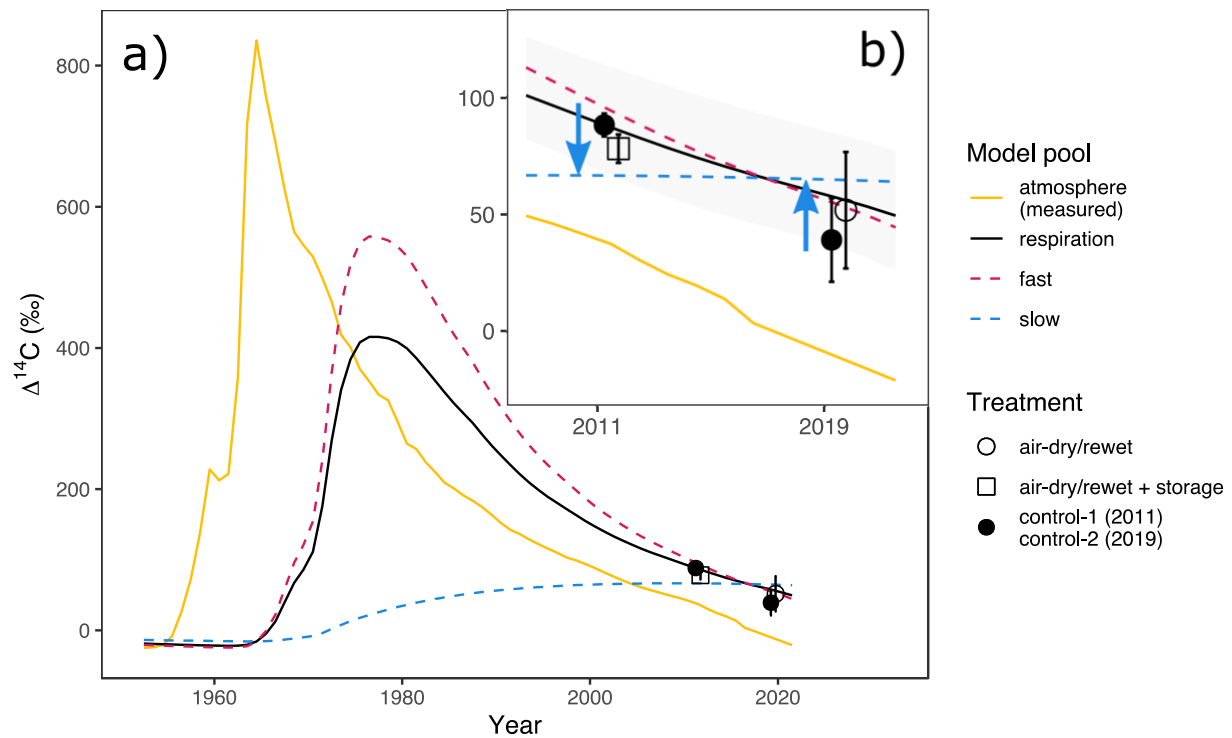 a)
b)
800
600
400
200
0
Δ¹⁴C (‰)
1960
1980
2000
2020
Year
100
50
0
2011
2019
Model pool
atmosphere
(measured)
respiration
fast
slow
Treatment
air-dry/rewet
air-dry/rewet + storage
control-1 (2011)
control-2 (2019)